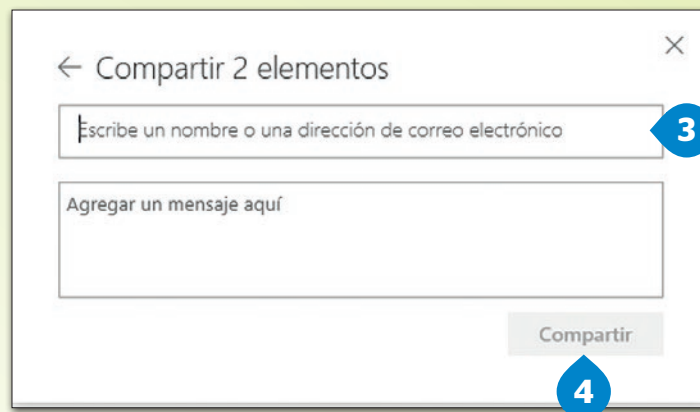 ← Compartir 2 elementos
Escribe un nombre o una dirección de correo electrónico
3
Agregar un mensaje aquí
Compartir
4